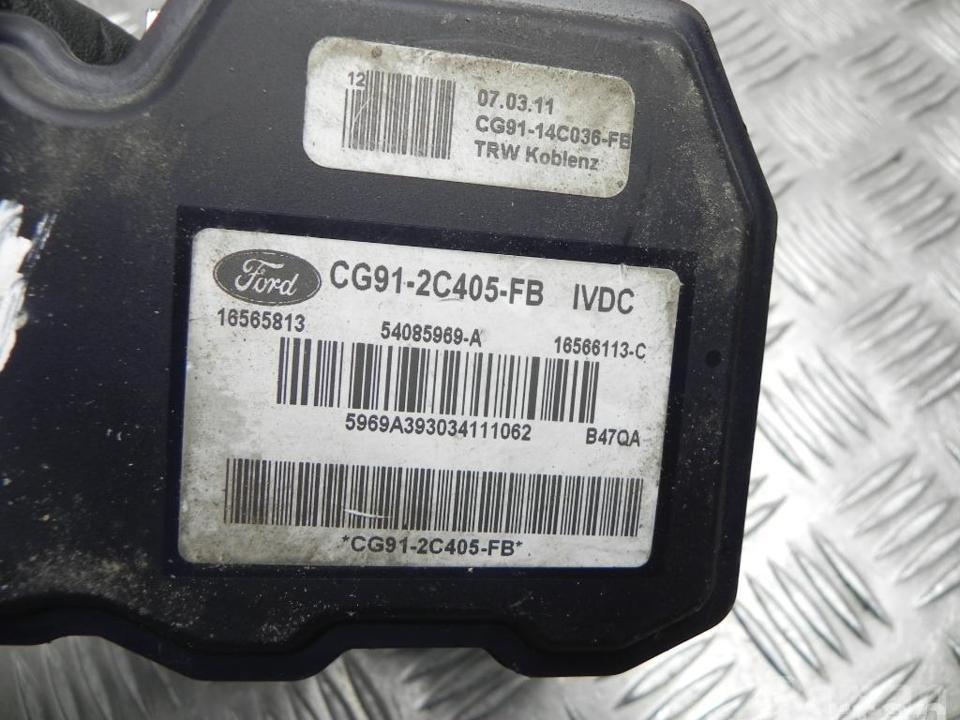 12
07.03.11
CG91-14C036-FB
TRW Koblenz
Ford CG91-2C405-FB IVDC
16565813 54085969-A 16566113-C
5969A393034111062 B47QA
*CG91-2C405-FB*